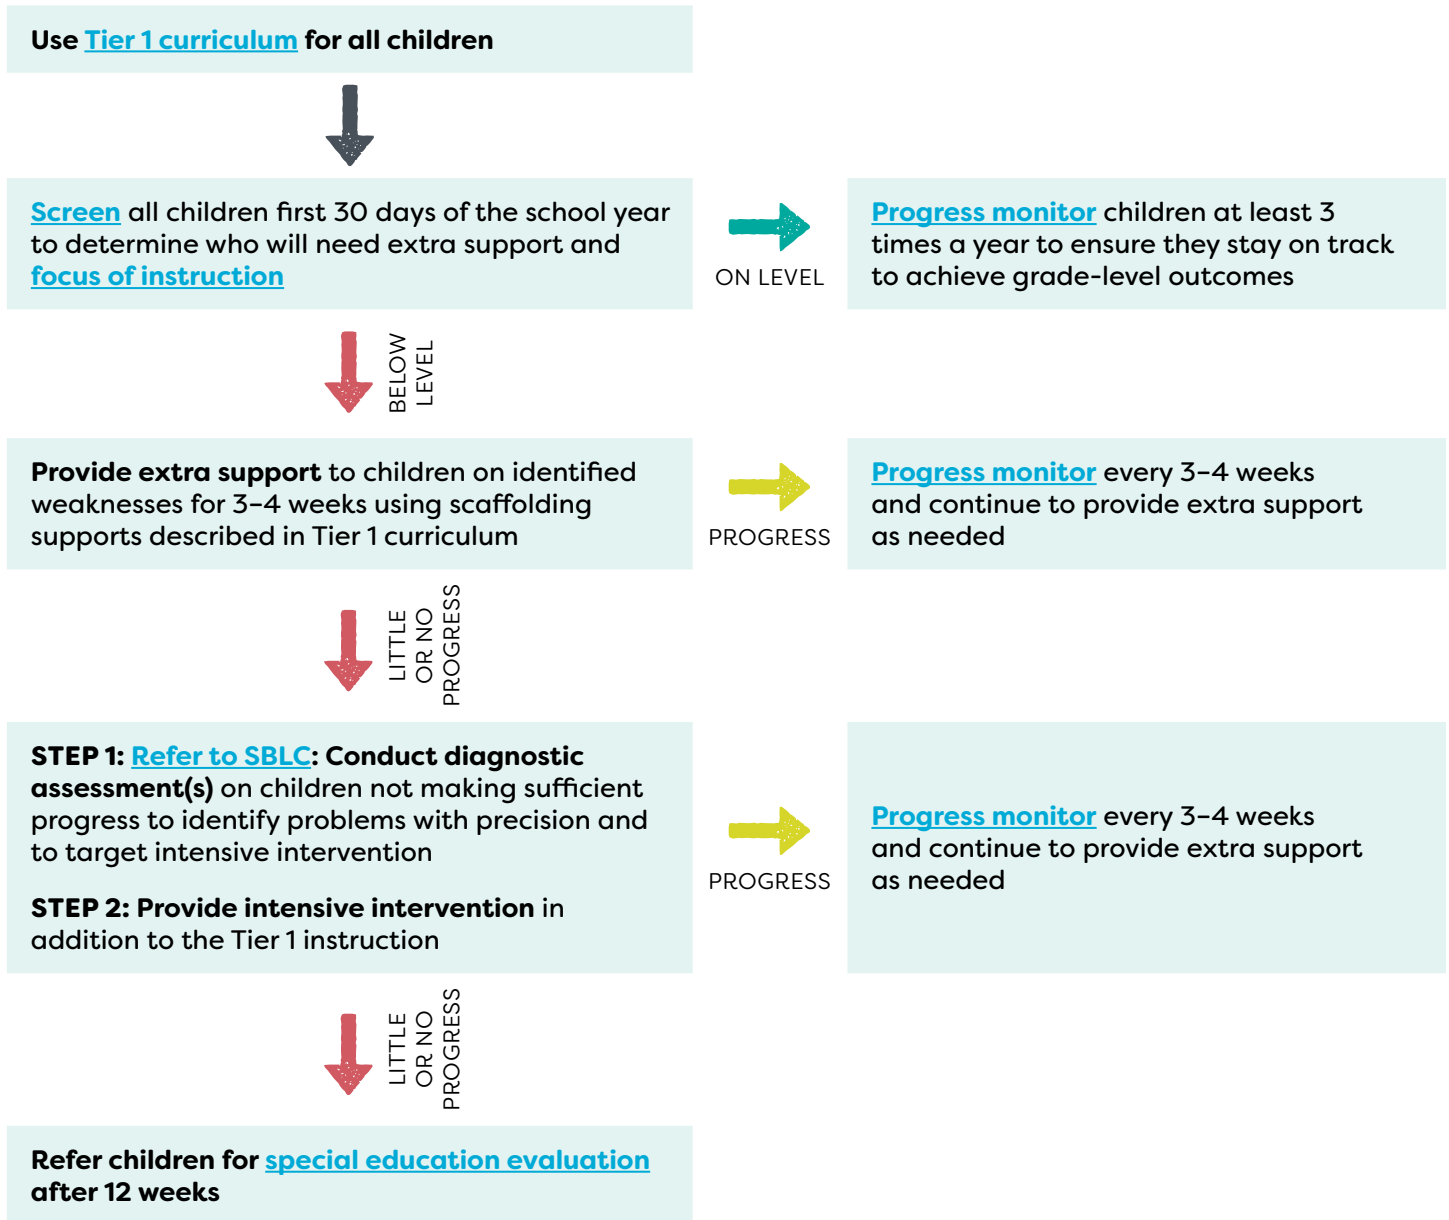 Use Tier 1 curriculum for all children
Screen all children first 30 days of the school year
to determine who will need extra support and
focus of instruction
ON LEVEL
Progress monitor children at least 3
times a year to ensure they stay on track
to achieve grade-level outcomes
BELOW
LEVEL
Provide extra support to children on identified
weaknesses for 3–4 weeks using scaffolding
supports described in Tier 1 curriculum
PROGRESS
Progress monitor every 3–4 weeks
and continue to provide extra support
as needed
LITTLE
OR NO
PROGRESS
STEP 1: Refer to SBLC: Conduct diagnostic
assessment(s) on children not making sufficient
progress to identify problems with precision and
to target intensive intervention
STEP 2: Provide intensive intervention in
addition to the Tier 1 instruction
PROGRESS
Progress monitor every 3–4 weeks
and continue to provide extra support
as needed
LITTLE
OR NO
PROGRESS
Refer children for special education evaluation
after 12 weeks